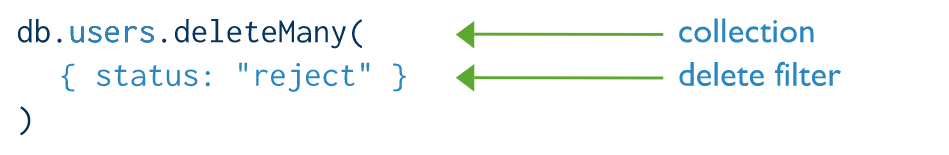 db.users.deleteMany( collection
{ status: "reject" } delete filter
)